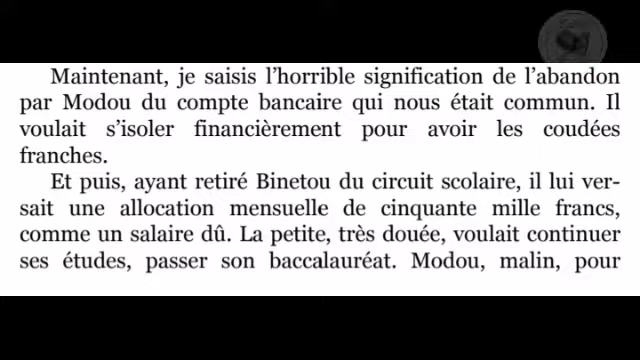 Maintenant, je saisis l’horrible signification de l’abandon
par Modou du compte bancaire qui nous était commun. Il
voulait s’isoler financièrement pour avoir les coudées
franches.
Et puis, ayant retiré Binetou du circuit scolaire, il lui ver-
sait une allocation mensuelle de cinquante mille francs,
comme un salaire dû. La petite, très douée, voulait continuer
ses études, passer son baccalauréat. Modou, malin, pour